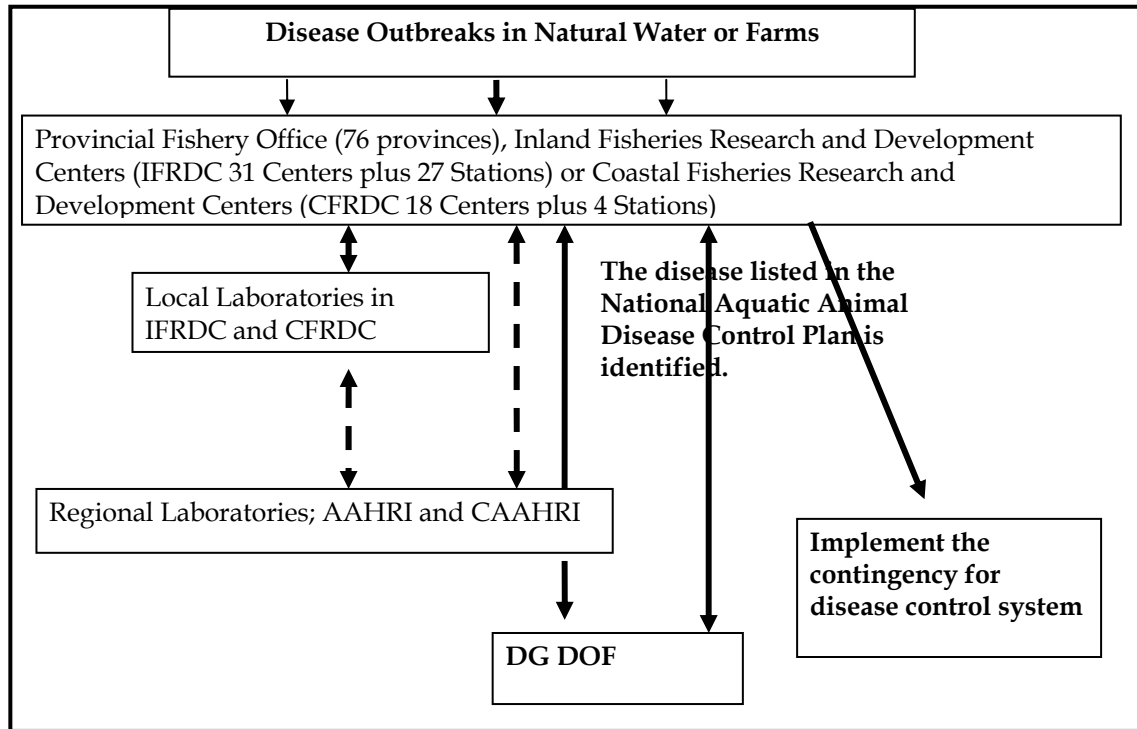 Disease Outbreaks in Natural Water or Farms
Provincial Fishery Office (76 provinces), Inland Fisheries Research and Development
Centers (IFRDC 31 Centers plus 27 Stations) or Coastal Fisheries Research and
Development Centers (CFRDC 18 Centers plus 4 Stations)
Local Laboratories in
IFRDC and CFRDC
The disease listed in the
National Aquatic Animal
Disease Control Plan is
identified.
Regional Laboratories; AAHRI and CAAHRI
Implement the
contingency for
disease control system
DG DOF